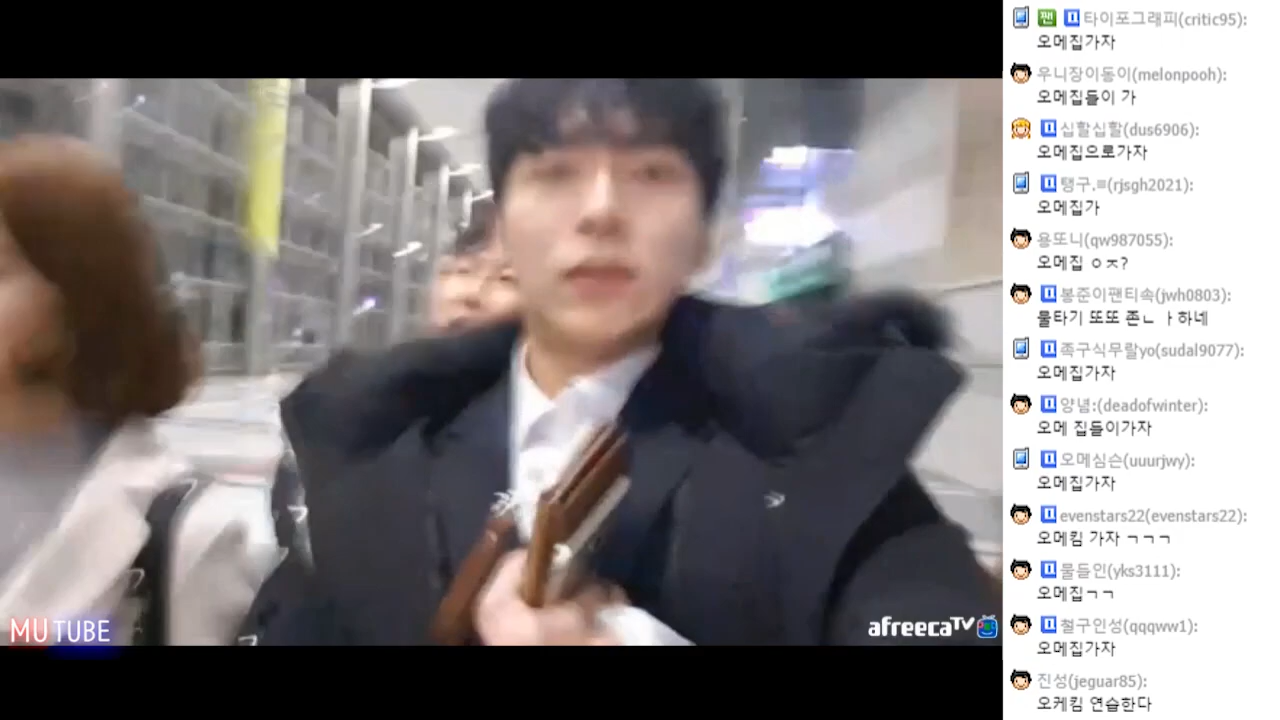 타이포그래피(critic95):
오메집가자
우니장이동이(melonpooh):
오메집들이 가
십할십할(dus6906):
오메집으로가자
탱구.≡(rjsgh2021):
오메집가
용또니(qw987055):
오메집 ㅇㅈ?
봉준이팬티속(jwh0803):
물타기 또또 존ㄴ ㅏ하네
족구식무랄yo(sudal9077):
오메집가자
양념:(deadofwinter):
오메 집들이가자
오메심슨(uuurjwy):
오메집가자
evenstars22(evenstars22):
오메킴 가자 ㄱㄱㄱ
물들인(yks3111):
오메집ㄱㄱ
철구인성(qqqww1):
오메집가자
진성(jeguar85):
오케킴 연습한다
MUTUBE
afreecaTV